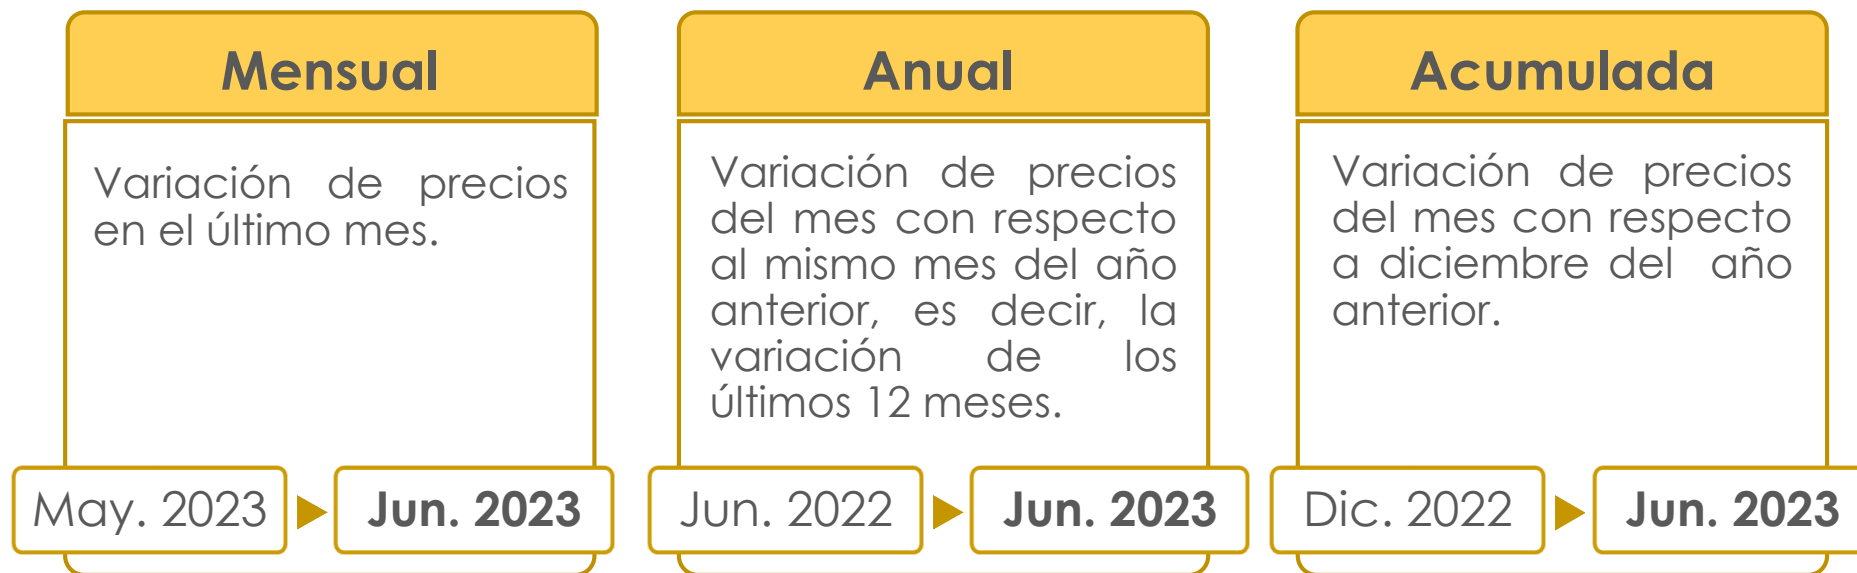 Mensual
Variación de precios
en el último mes.
May. 2023
Jun. 2023
Anual
Variación de precios
del mes con respecto
al mismo mes del año
anterior, es decir, la
variación de los
últimos 12 meses.
Jun. 2022
Jun. 2023
Acumulada
Variación de precios
del mes con respecto
a diciembre del año
anterior.
Dic. 2022
Jun. 2023